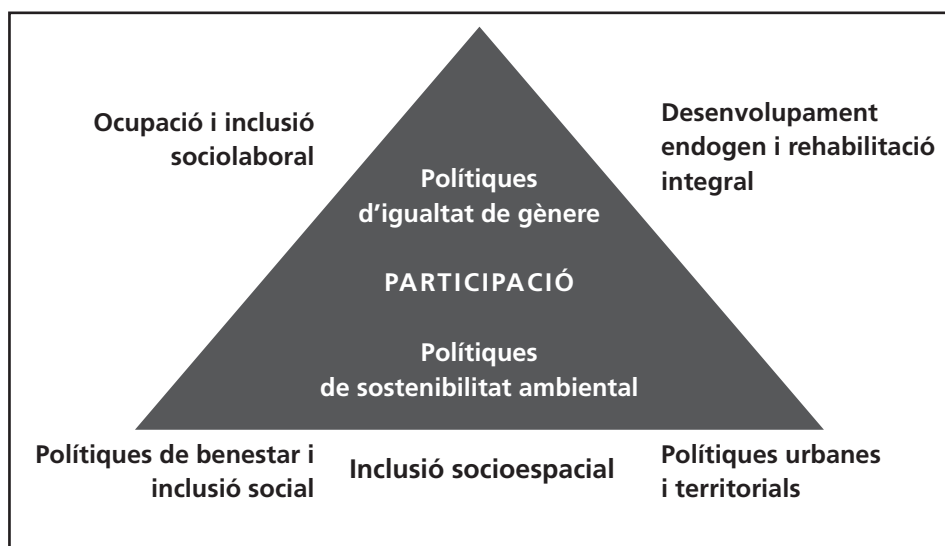 Ocupació i inclusió
sociolaboral
Desenvolupament
endogen i rehabilitació
integral
Polítiques
d’igualtat de gènere
PARTICIPACIÓ
Polítiques
de sostenibilitat ambiental
Polítiques de benestar i
inclusió social
Inclusió socioespacial
Polítiques urbanes
i territorials